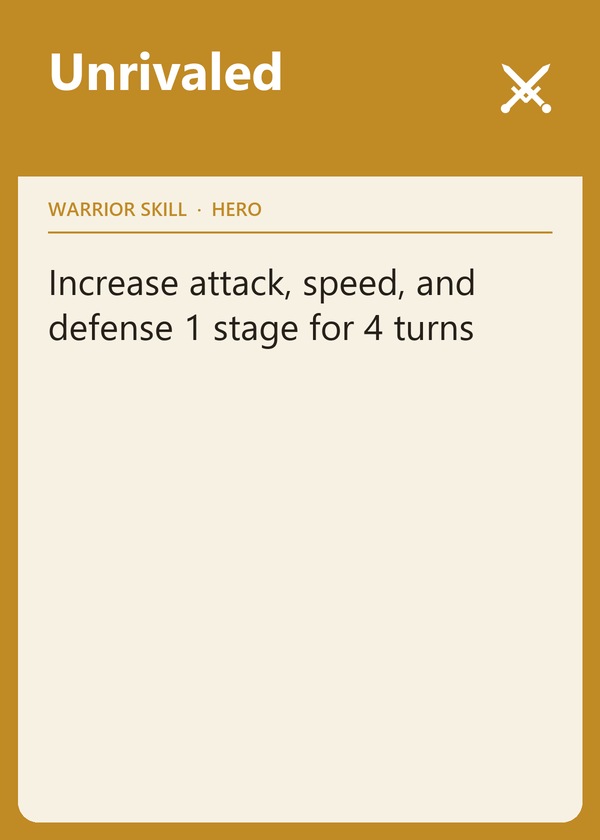 Unrivaled
WARRIOR SKILL · HERO
Increase attack, speed, and
defense 1 stage for 4 turns